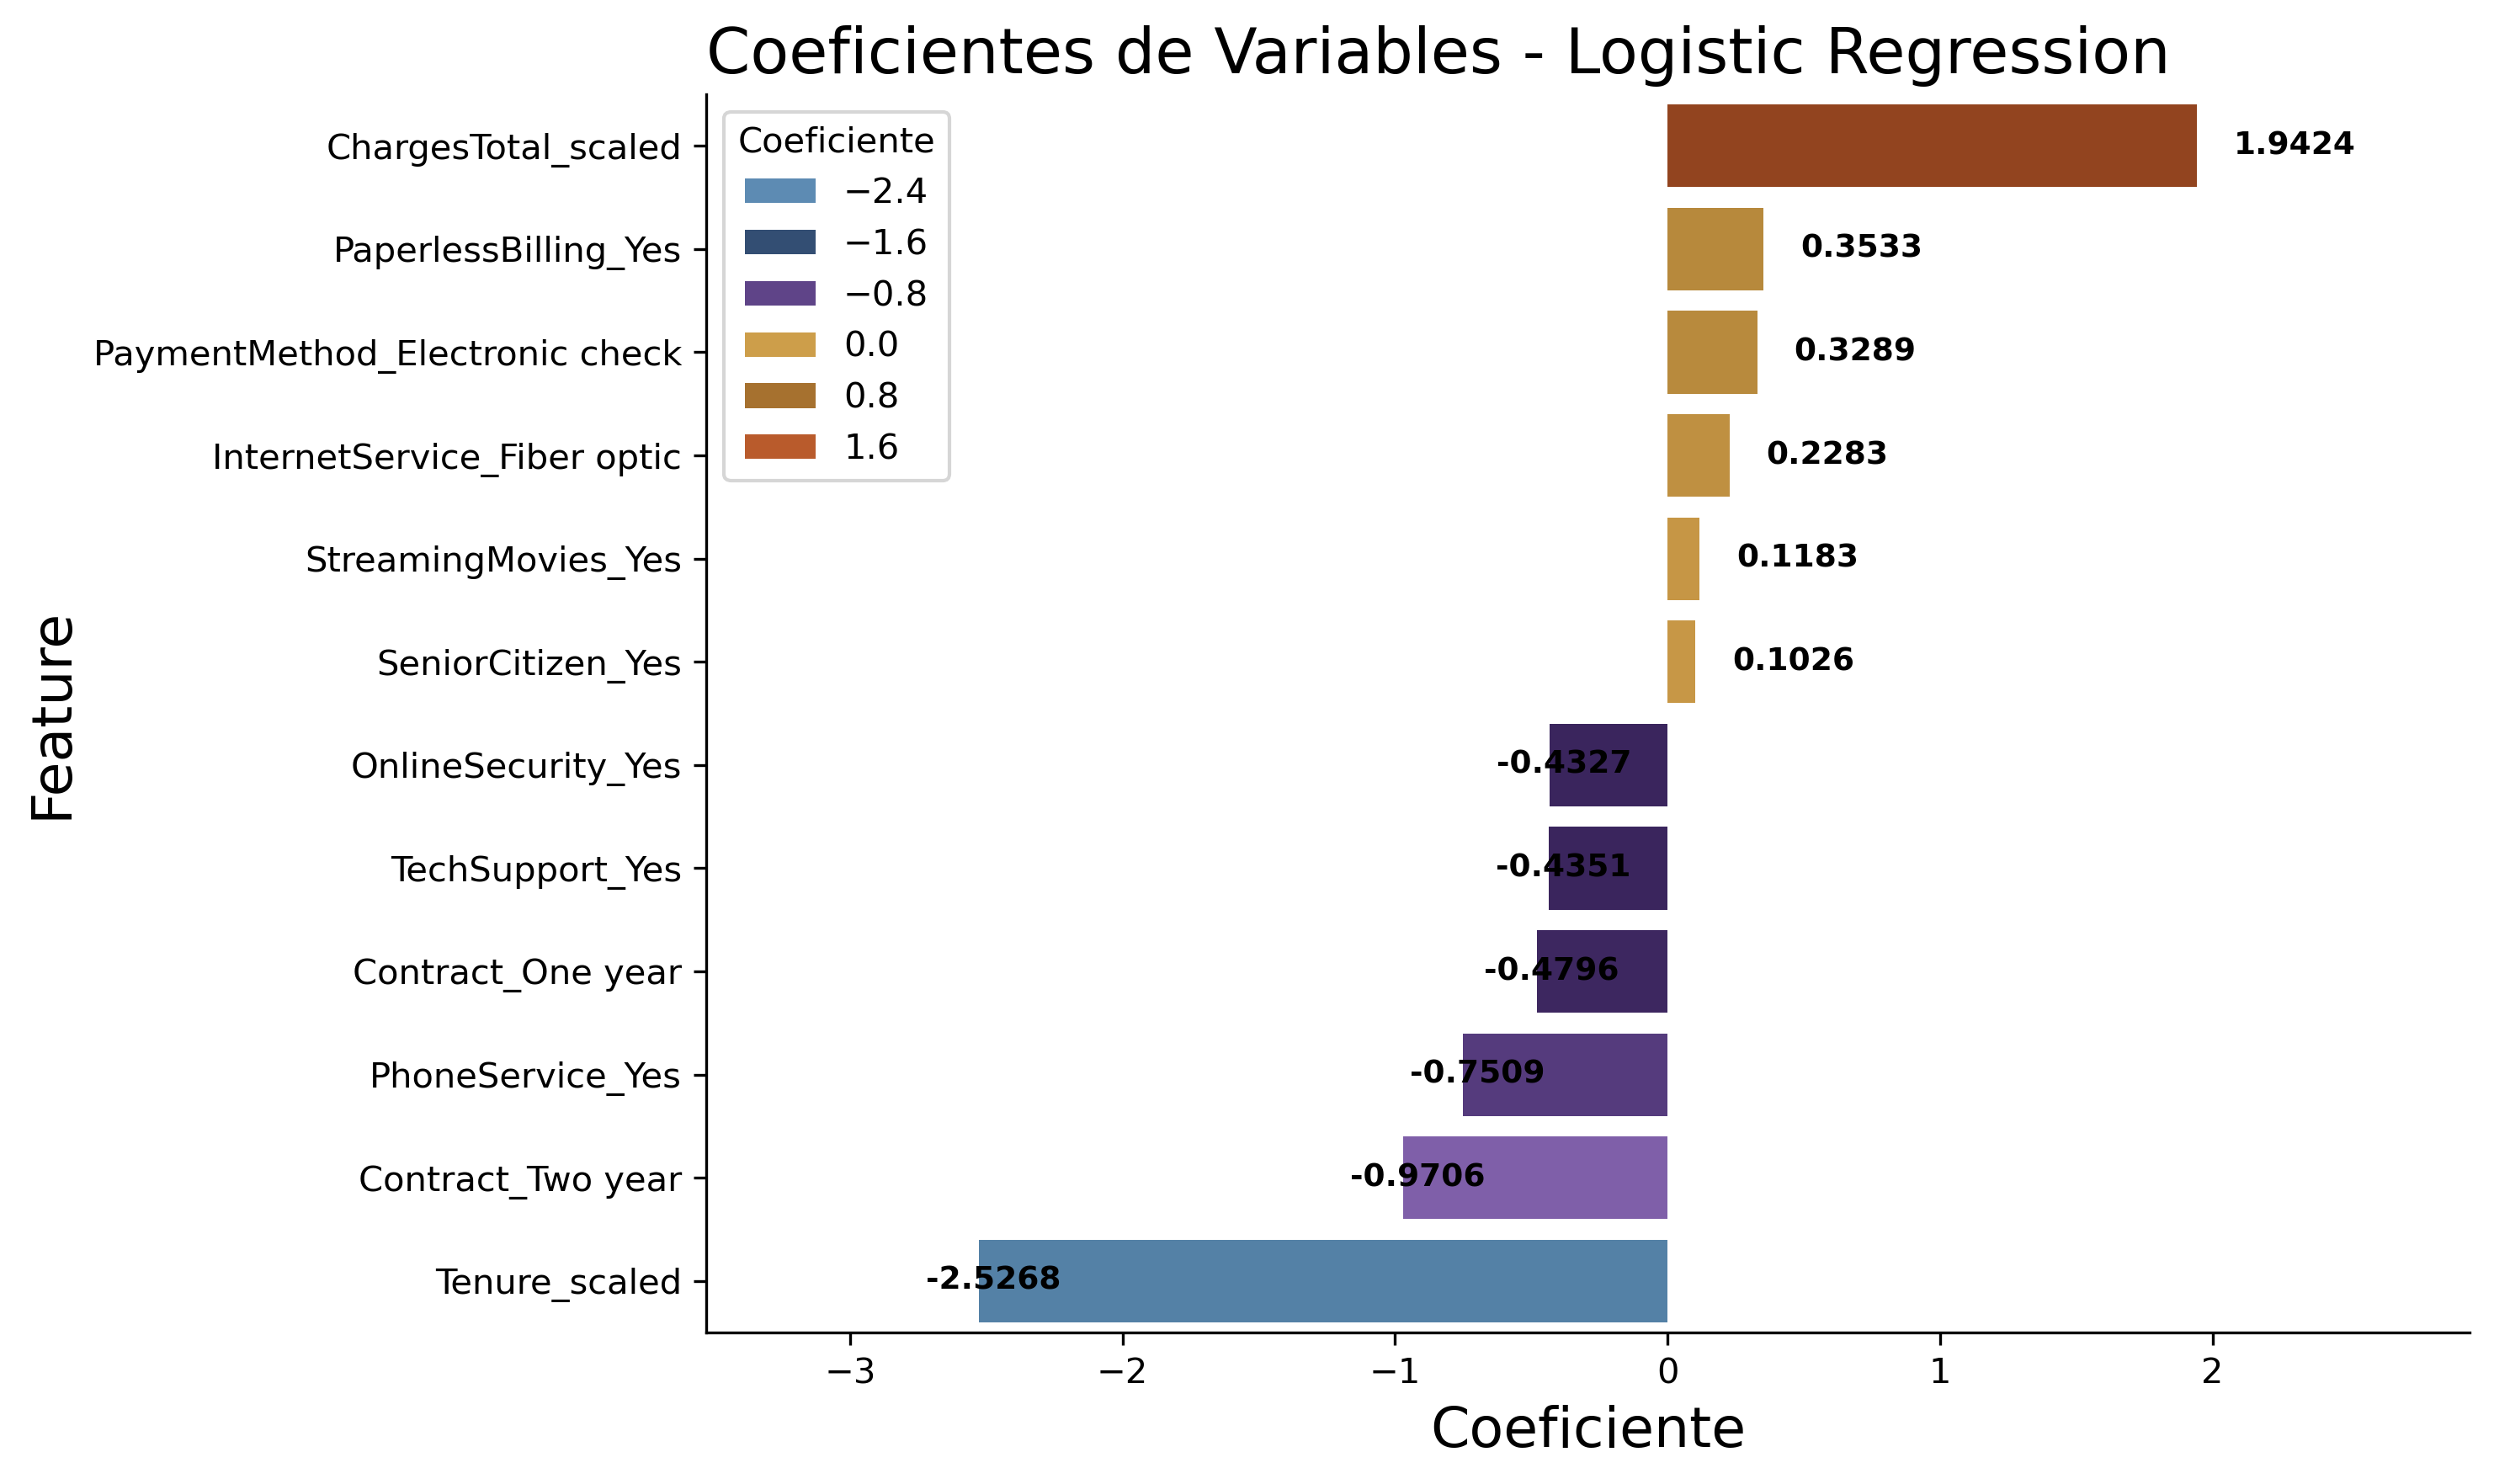 Coeficientes de Variables - Logistic Regression
Coeficiente
−2.4
−1.6
−0.8
0.0
0.8
1.6
Feature
ChargesTotal_scaled 1.9424
PaperlessBilling_Yes 0.3533
PaymentMethod_Electronic check 0.3289
InternetService_Fiber optic 0.2283
StreamingMovies_Yes 0.1183
SeniorCitizen_Yes 0.1026
OnlineSecurity_Yes -0.4327
TechSupport_Yes -0.4351
Contract_One year -0.4796
PhoneService_Yes -0.7509
Contract_Two year -0.9706
Tenure_scaled -2.5268
−3 −2 −1 0 1 2
Coeficiente